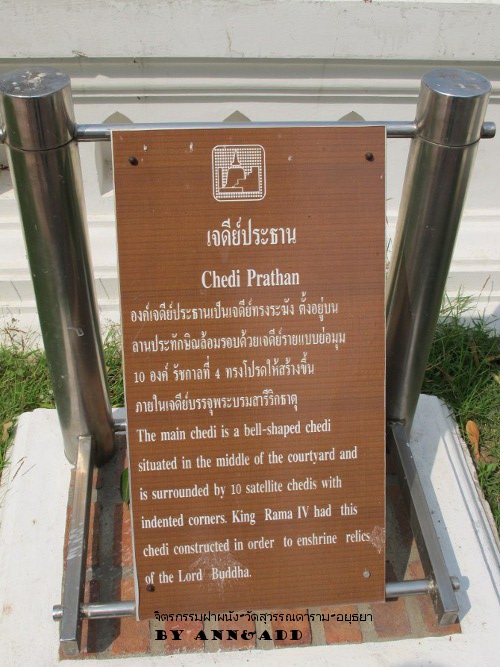 เจดีย์ประธาน
Chedi Prathan
องค์เจดีย์ประธานเป็นเจดีย์ทรงระฆัง ตั้งอยู่บน
ลานประทักษิณล้อมรอบด้วยเจดีย์รายแบบย่อมุม
10 องค์ รัชกาลที่ 4 ทรงโปรดให้สร้างขึ้น
ภายในเจดีย์บรรจุพระบรมสารีริกธาตุ
The main chedi is a bell-shaped chedi
situated in the middle of the courtyard and
is surrounded by 10 satellite chedis with
indented corners. King Rama IV had this
chedi constructed in order to enshrine relics
of the Lord Buddha.
จิตรกรรมฝาผนัง-วัดสุวรรณดาราม-อยุธยา
BY ANN&ADD